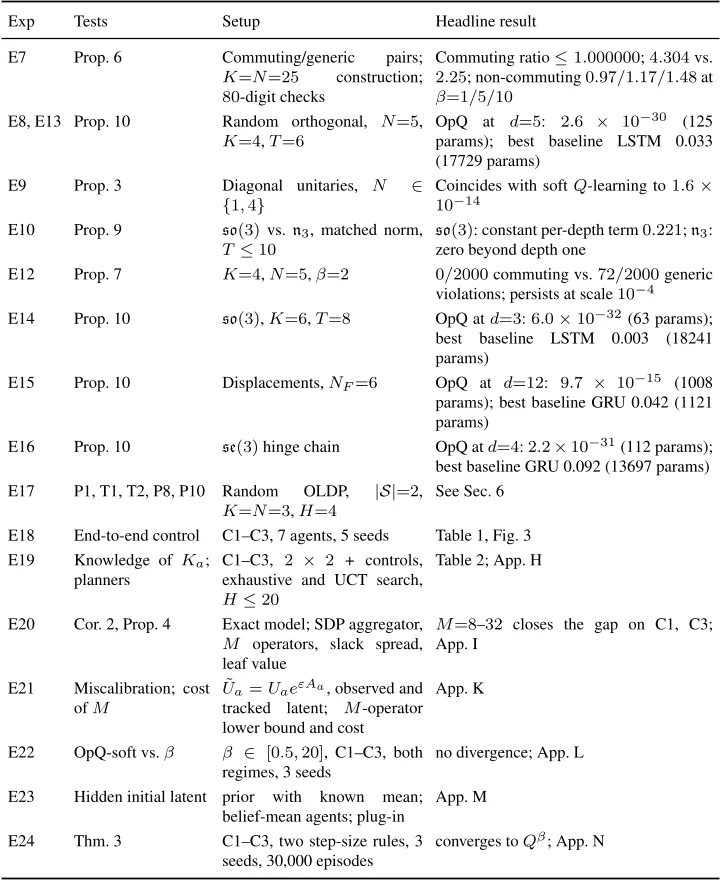 Exp Tests Setup Headline result
E7 Prop. 6 Commuting/generic pairs; Commuting ratio ≤ 1.000000; 4.304 vs.
K=N=25 construction; 2.25; non-commuting 0.97/1.17/1.48 at
80-digit checks β=1/5/10
E8, E13 Prop. 10 Random orthogonal, N=5, OpQ at d=5: 2.6 × 10⁻³⁰ (125
K=4, T=6 params); best baseline LSTM 0.033
(17729 params)
E9 Prop. 3 Diagonal unitaries, N ∈ Coincides with soft Q-learning to 1.6 ×
{1, 4} 10⁻¹⁴
E10 Prop. 9 𝔰𝔬(3) vs. 𝔫₃, matched norm, 𝔰𝔬(3): constant per-depth term 0.221; 𝔫₃:
T ≤ 10 zero beyond depth one
E12 Prop. 7 K=4, N=5, β=2 0/2000 commuting vs. 72/2000 generic
violations; persists at scale 10⁻⁴
E14 Prop. 10 𝔰𝔬(3), K=6, T=8 OpQ at d=3: 6.0 × 10⁻³² (63 params);
best baseline LSTM 0.003 (18241
params)
E15 Prop. 10 Displacements, N_F=6 OpQ at d=12: 9.7 × 10⁻¹⁵ (1008
params); best baseline GRU 0.042 (1121
params)
E16 Prop. 10 𝔰𝔢(3) hinge chain OpQ at d=4: 2.2 × 10⁻³¹ (112 params);
best baseline GRU 0.092 (13697 params)
E17 P1, T1, T2, P8, P10 Random OLDP, |𝒮|=2, See Sec. 6
K=N=3, H=4
E18 End-to-end control C1–C3, 7 agents, 5 seeds Table 1, Fig. 3
E19 Knowledge of K_a; C1–C3, 2 × 2 + controls, Table 2; App. H
planners exhaustive and UCT search,
H ≤ 20
E20 Cor. 2, Prop. 4 Exact model; SDP aggregator, M=8–32 closes the gap on C1, C3;
M operators, slack spread, App. I
leaf value
E21 Miscalibration; cost Ũ_a = U_a e^{εA_a}, observed and App. K
of M tracked latent; M-operator
lower bound and cost
E22 OpQ-soft vs. β β ∈ [0.5, 20], C1–C3, both no divergence; App. L
regimes, 3 seeds
E23 Hidden initial latent prior with known mean; App. M
belief-mean agents; plug-in
E24 Thm. 3 C1–C3, two step-size rules, 3 converges to Q^β; App. N
seeds, 30,000 episodes